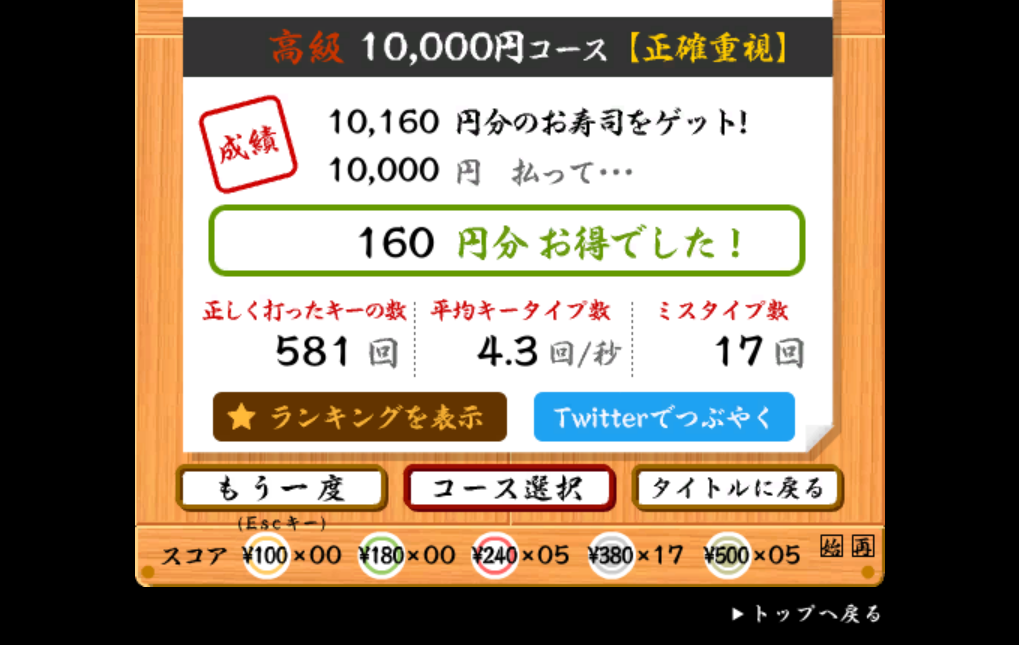 高級 10,000円コース【正確重視】
成績
10,160 円分のお寿司をゲット!
10,000 円 払って…
160 円分 お得でした!
正しく打ったキーの数 平均キータイプ数 ミスタイプ数
581 回 4.3 回/秒 17 回
★ ランキングを表示 Twitterでつぶやく
もう一度 コース選択 タイトルに戻る
(Escキー)
スコア ¥100×00 ¥180×00 ¥240×05 ¥380×17 ¥500×05 始 再
▶トップへ戻る